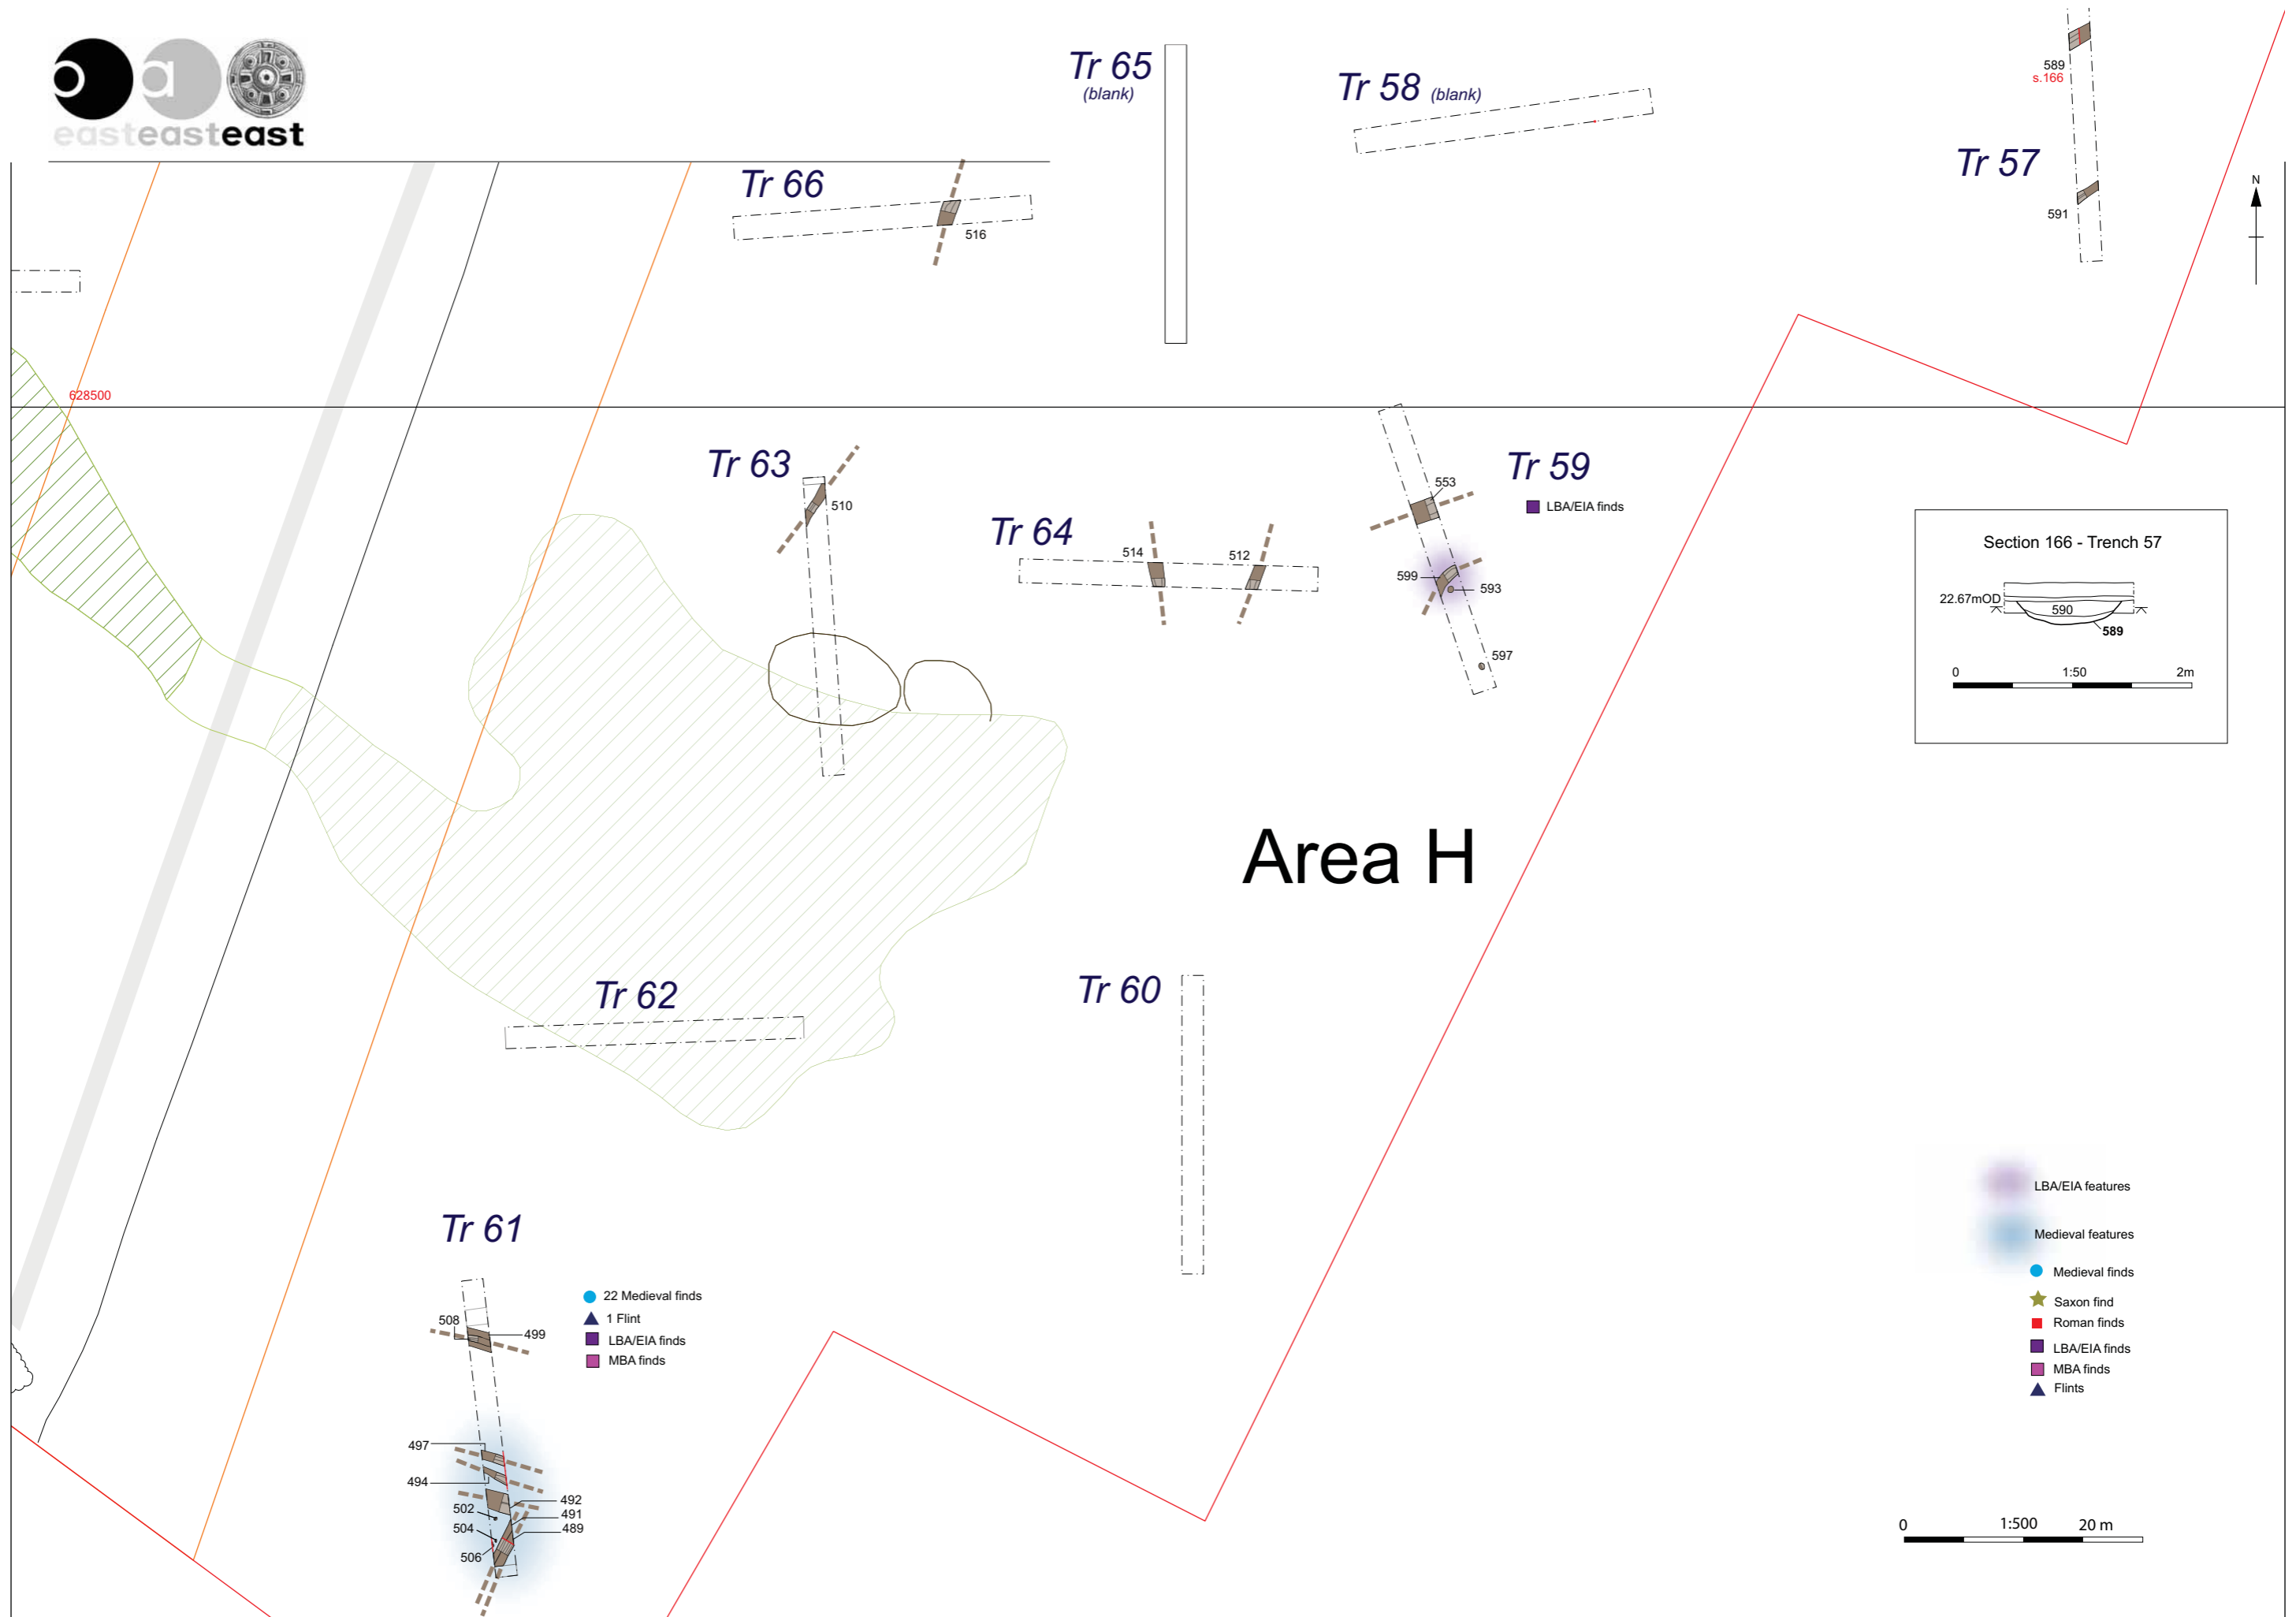 easteasteast
Tr 65
(blank)
Tr 58 (blank)
589
s.166
Tr 57
591
N
Tr 66
516
628500
Tr 63
510
Tr 64
514
512
Tr 59
LBA/EIA finds
553
599
593
597
Section 166 - Trench 57
22.67mOD
590
589
0 1:50 2m
Area H
Tr 62
Tr 60
Tr 61
22 Medieval finds
1 Flint
LBA/EIA finds
MBA finds
508
499
497
494
492
491
489
502
504
506
LBA/EIA features
Medieval features
Medieval finds
Saxon find
Roman finds
LBA/EIA finds
MBA finds
Flints
0 1:500 20 m